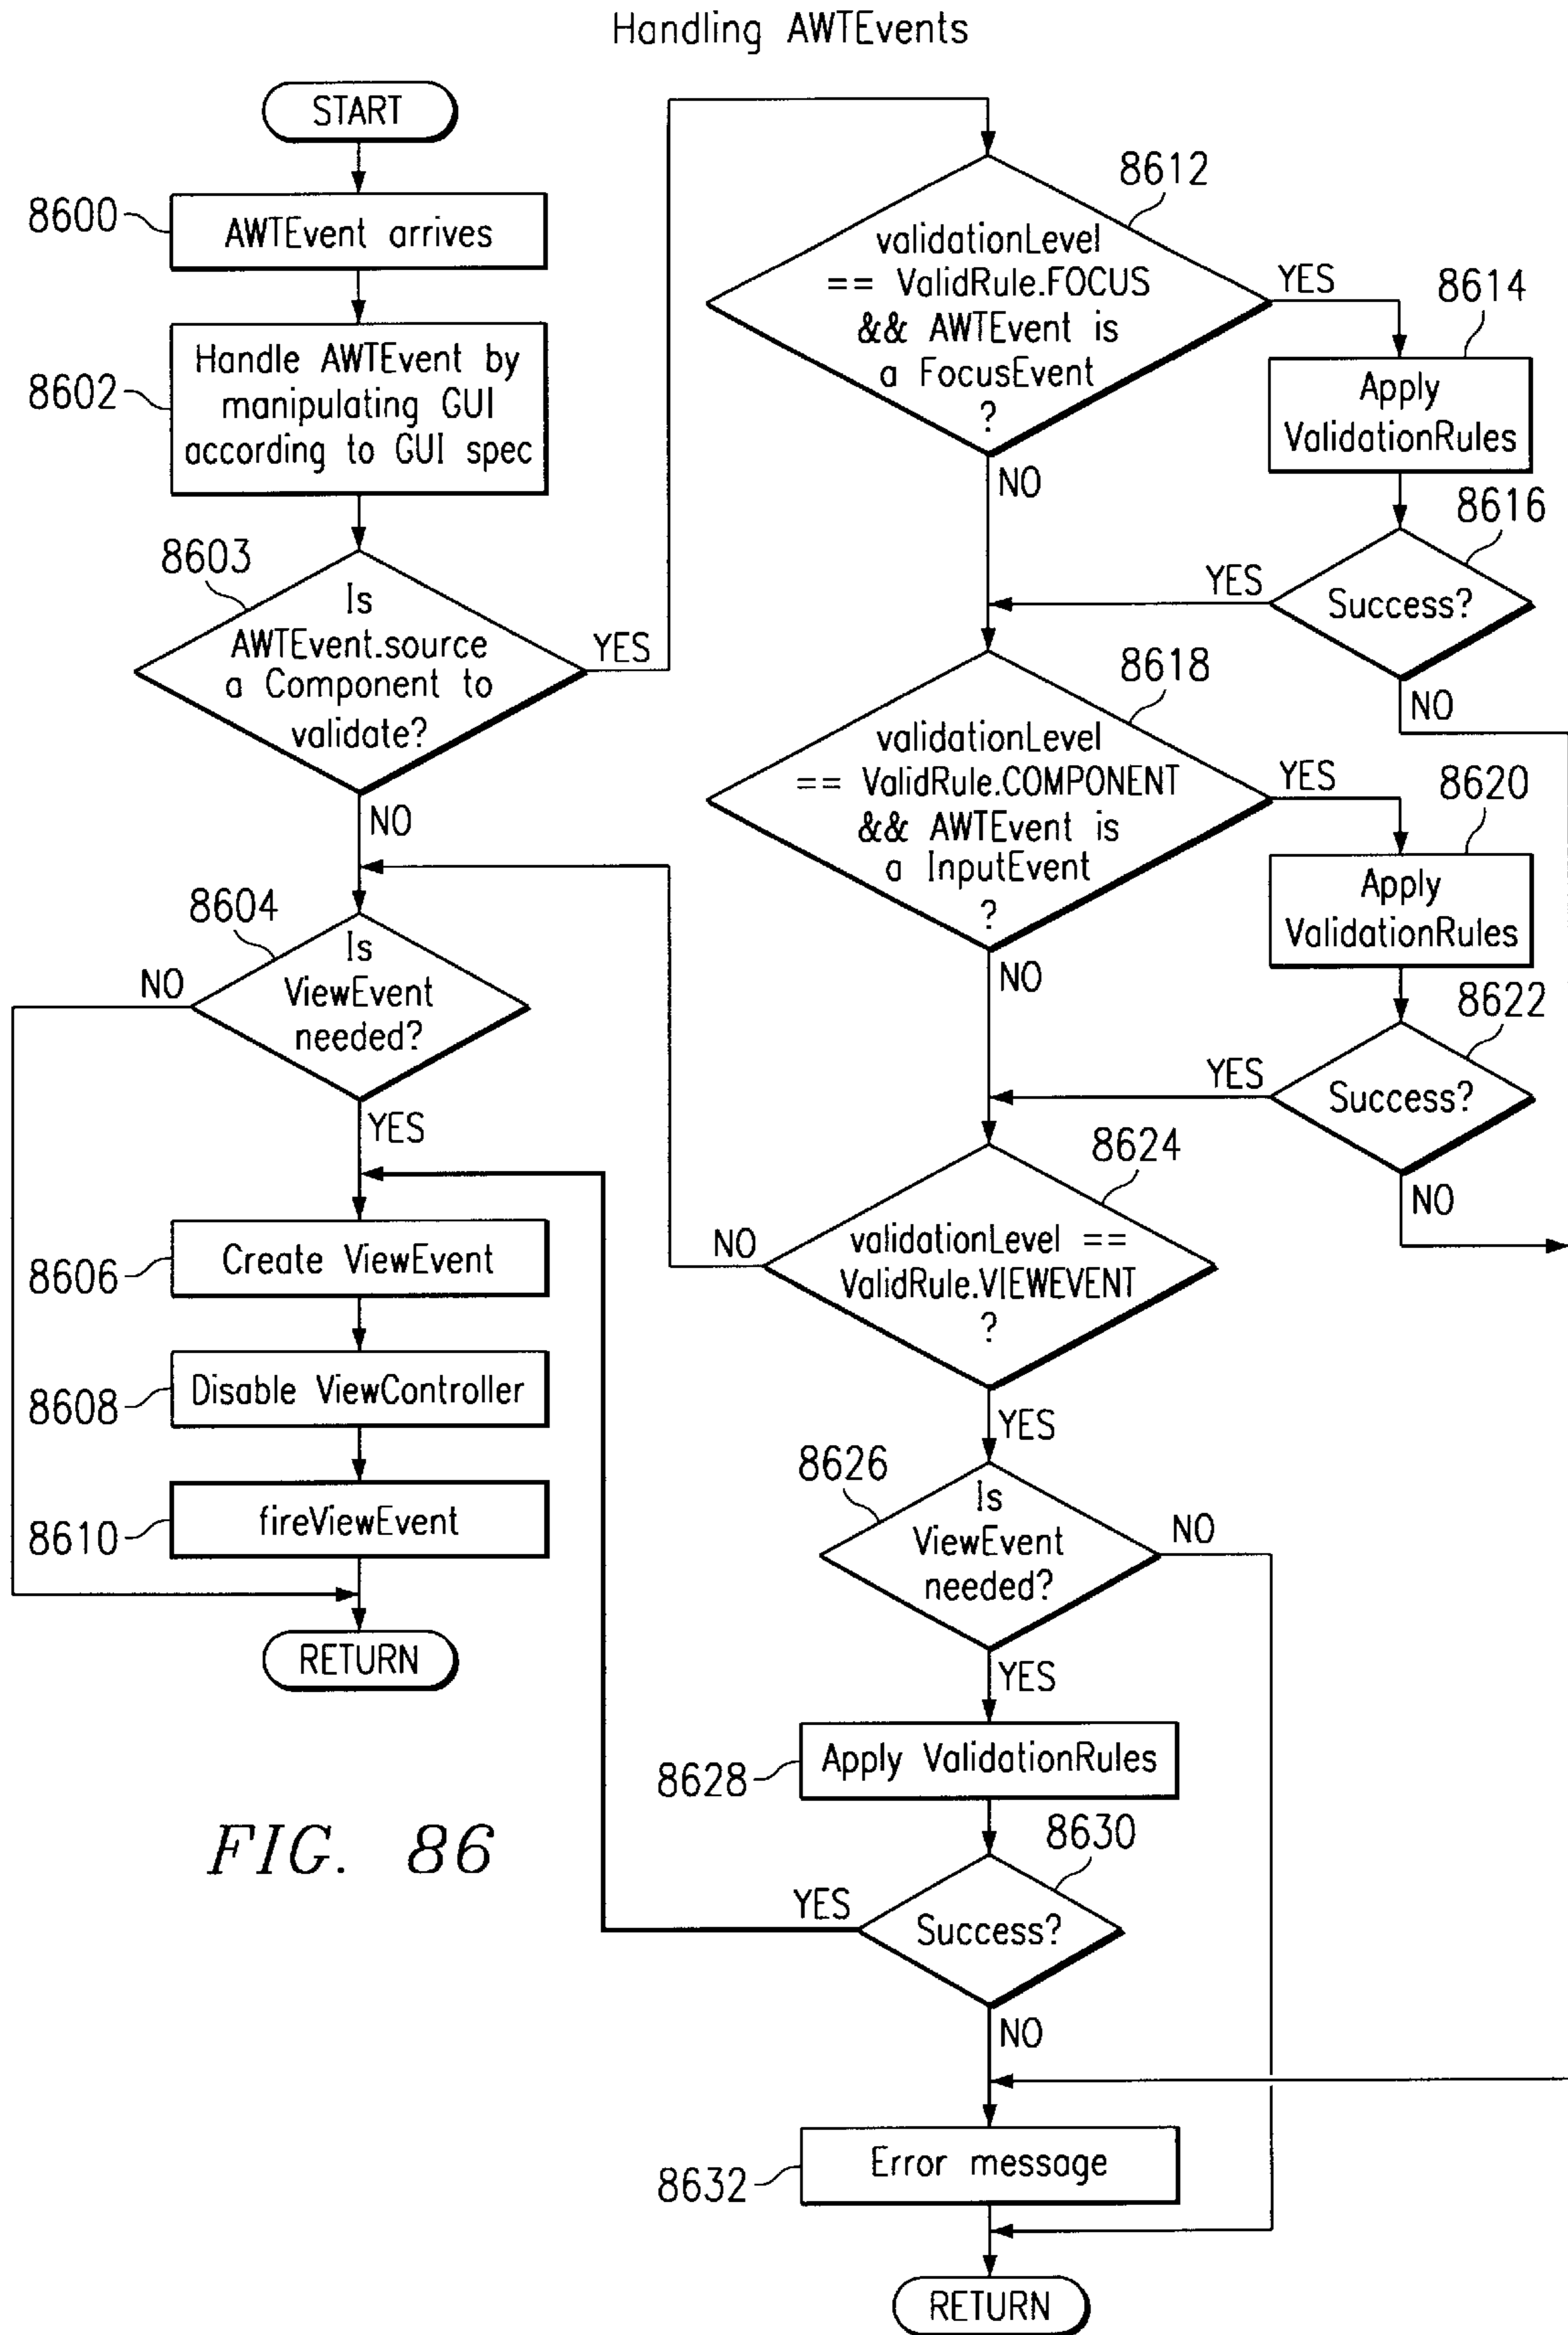 Handling AWTEvents
START
8600
AWTEvent arrives
8602
Handle AWTEvent by
manipulating GUI
according to GUI spec
8603
Is
AWTEvent.source
a Component to
validate?
YES
NO
8604
Is
ViewEvent
needed?
NO
YES
8606
Create ViewEvent
8608
Disable ViewController
8610
fireViewEvent
RETURN
8612
validationLevel
== ValidRule.FOCUS
&& AWTEvent is
a FocusEvent
?
YES
NO
8614
Apply
ValidationRules
8616
Success?
YES
NO
8618
validationLevel
== ValidRule.COMPONENT
&& AWTEvent is
a InputEvent
?
YES
NO
8620
Apply
ValidationRules
8622
Success?
YES
NO
8624
validationLevel ==
ValidRule.VIEWEVENT
?
NO
YES
8626
Is
ViewEvent
needed?
NO
YES
8628
Apply ValidationRules
8630
Success?
YES
NO
8632
Error message
RETURN
FIG. 86